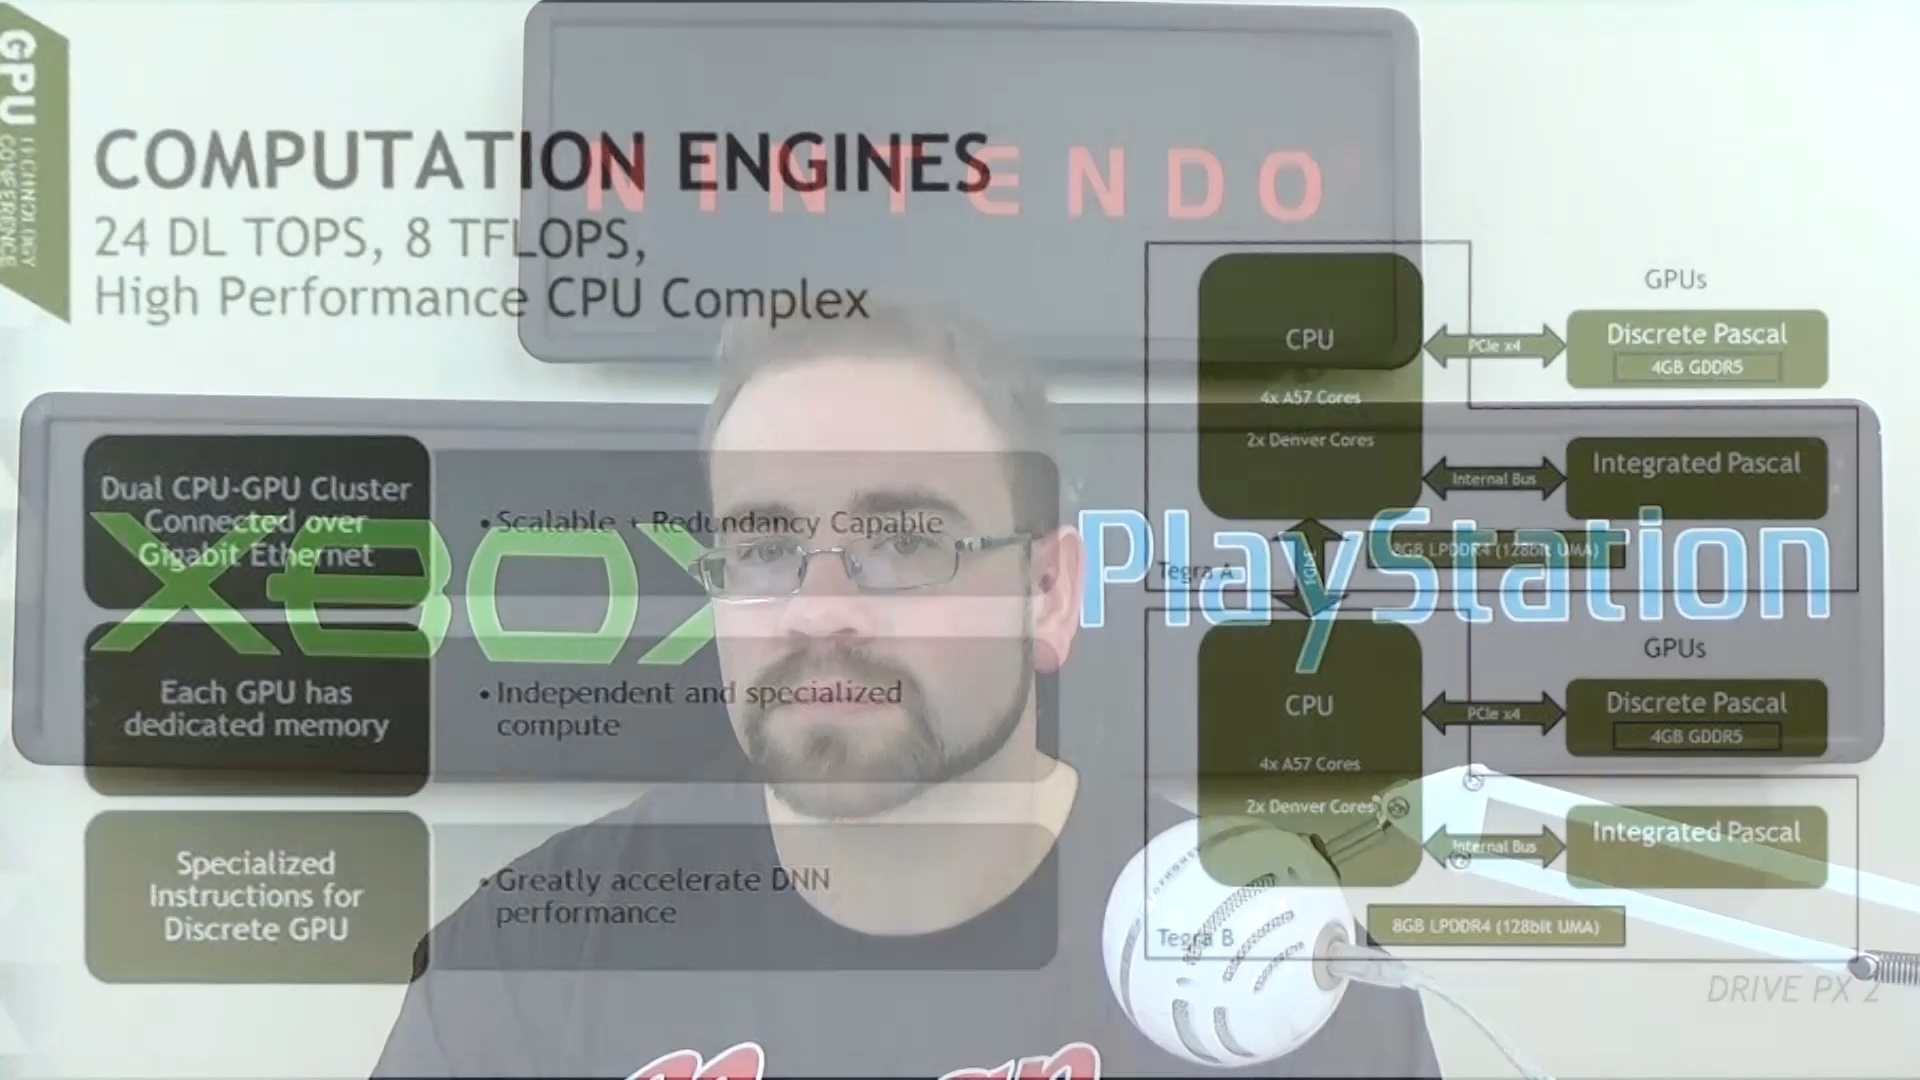 GPU TECHNOLOGY
CONFERENCE
COMPUTATION ENGINES
24 DL TOPS, 8 TFLOPS,
High Performance CPU Complex
NINTENDO
Dual CPU-GPU Cluster
Connected over
Gigabit Ethernet
• Scalable + Redundancy Capable
Each GPU has
dedicated memory
• Independent and specialized
compute
Specialized
Instructions for
Discrete GPU
• Greatly accelerate DNN
performance
XBOX
PlayStation
GPUs
CPU
4x A57 Cores
2x Denver Cores
PCIe x4
Discrete Pascal
4GB GDDR5
Internal Bus
Integrated Pascal
8GB LPDDR4 (128bit UMA)
Tegra A
GPUs
CPU
4x A57 Cores
2x Denver Cores
PCIe x4
Discrete Pascal
4GB GDDR5
Internal Bus
Integrated Pascal
8GB LPDDR4 (128bit UMA)
Tegra B
DRIVE PX 2